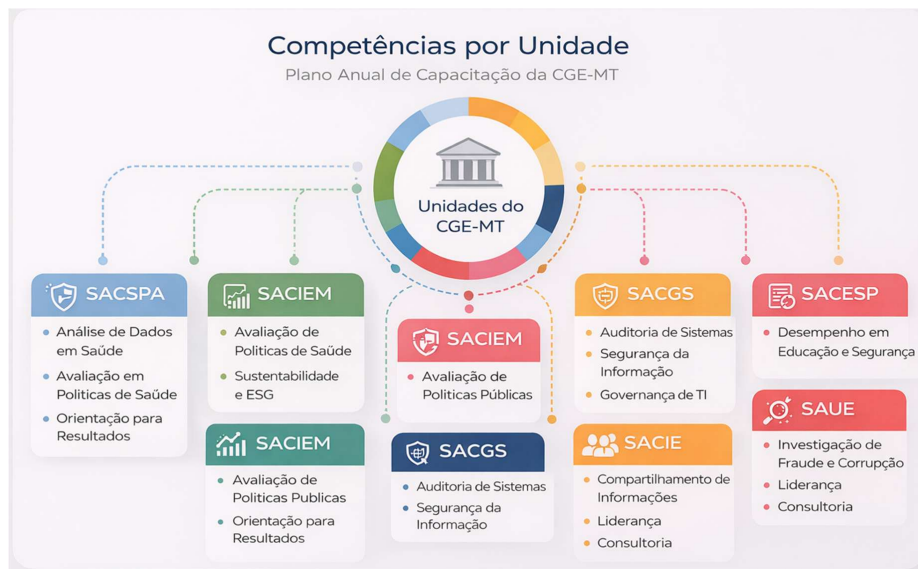 Competências por Unidade
Plano Anual de Capacitação da CGE-MT
Unidades do
CGE-MT
SACSPA
• Análise de Dados
em Saúde
• Avaliação em
Politicas de Saúde
• Orientação para
Resultados
SACIEM
• Avaliação de
Politicas de Saúde
• Sustentabilidade
e ESG
SACIEM
• Avaliação de
Politicas Públicas
SACGS
• Auditoria de Sistemas
• Segurança da
Informação
• Governança de TI
SACESP
• Desempenho em
Educação e Segurança
SACIEM
• Avaliação de
Politicas Publicas
• Orientação para
Resultados
SACGS
• Auditoria de Sistemas
• Segurança da
Informação
SACIE
• Compartilhamento de
Informações
• Liderança
• Consultoria
SAUE
• Investigação de
Fraude e Corrupção
• Liderança
• Consultoria